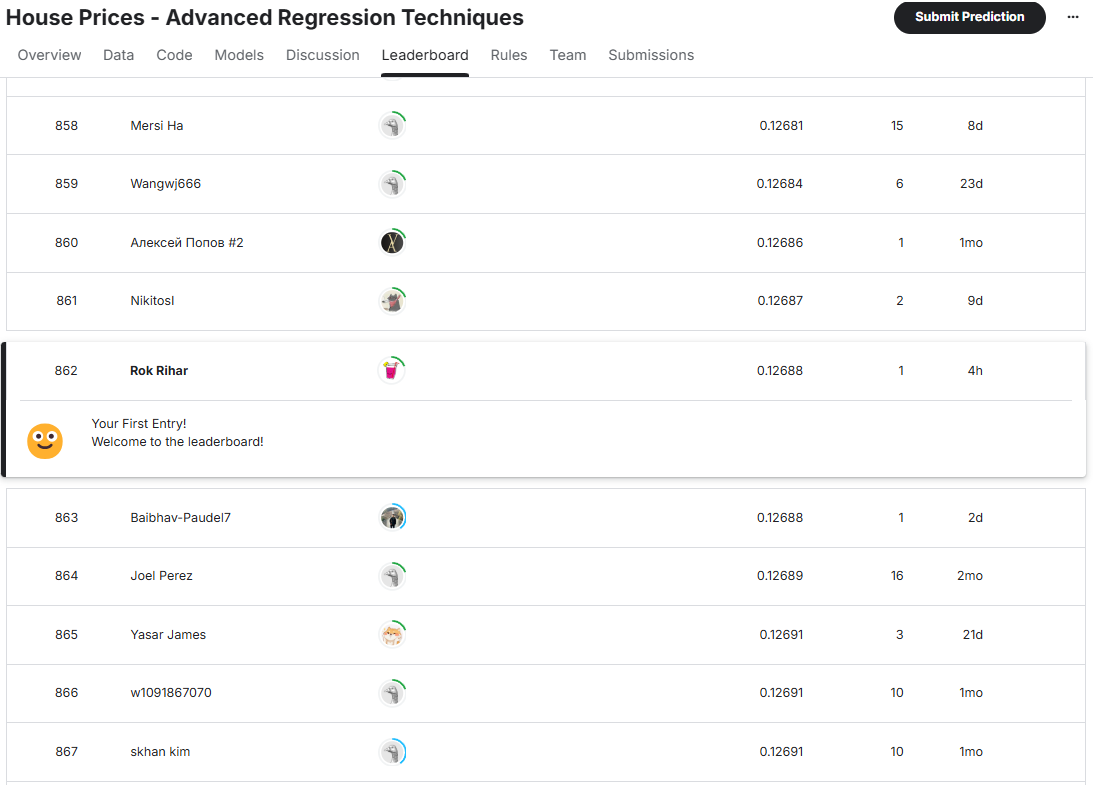 House Prices - Advanced Regression Techniques
Submit Prediction
Overview Data Code Models Discussion Leaderboard Rules Team Submissions
858 Mersi Ha 0.12681 15 8d
859 Wangwj666 0.12684 6 23d
860 Алексей Попов #2 0.12686 1 1mo
861 Nikitosl 0.12687 2 9d
862 Rok Rihar 0.12688 1 4h
Your First Entry!
Welcome to the leaderboard!
863 Baibhav-Paudel7 0.12688 1 2d
864 Joel Perez 0.12689 16 2mo
865 Yasar James 0.12691 3 21d
866 w1091867070 0.12691 10 1mo
867 skhan kim 0.12691 10 1mo